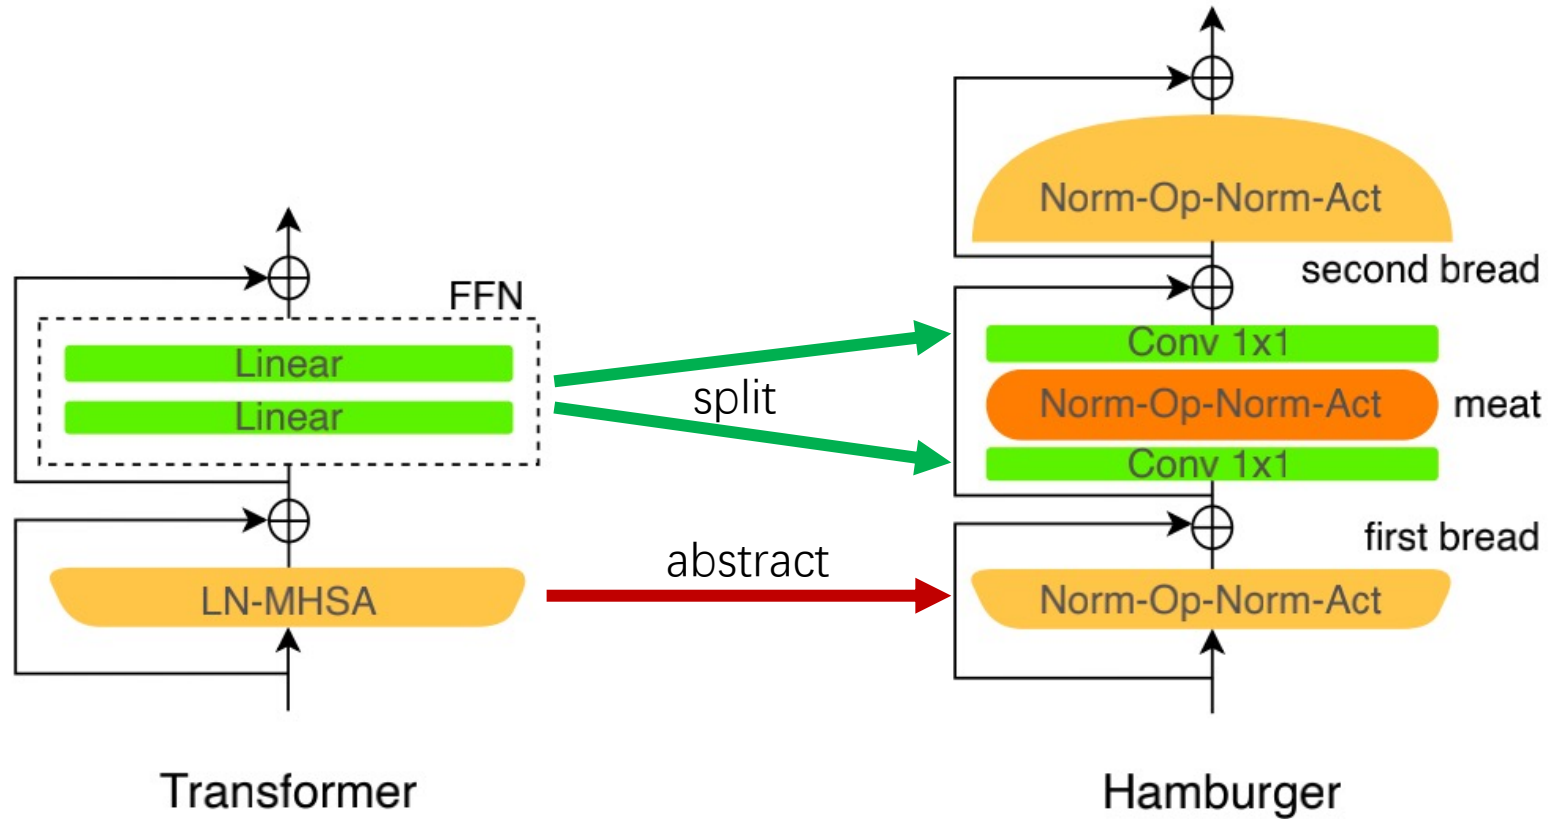 FFN
Linear
Linear
LN-MHSA
Transformer
split
abstract
Norm-Op-Norm-Act
second bread
Conv 1x1
Norm-Op-Norm-Act
meat
Conv 1x1
first bread
Norm-Op-Norm-Act
Hamburger